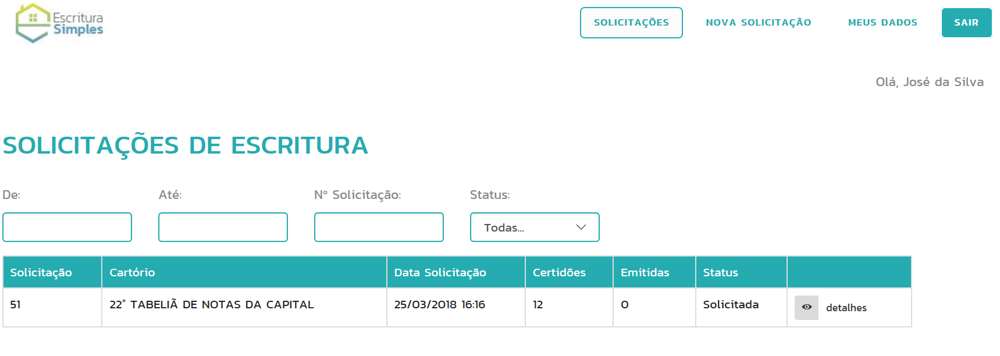 Escritura
Simples
SOLICITAÇÕES NOVA SOLICITAÇÃO MEUS DADOS SAIR
Olá, José da Silva
SOLICITAÇÕES DE ESCRITURA
De: Até: Nº Solicitação: Status:
Todas...
Solicitação Cartório Data Solicitação Certidões Emitidas Status
51 22° TABELIÃ DE NOTAS DA CAPITAL 25/03/2018 16:16 12 0 Solicitada detalhes